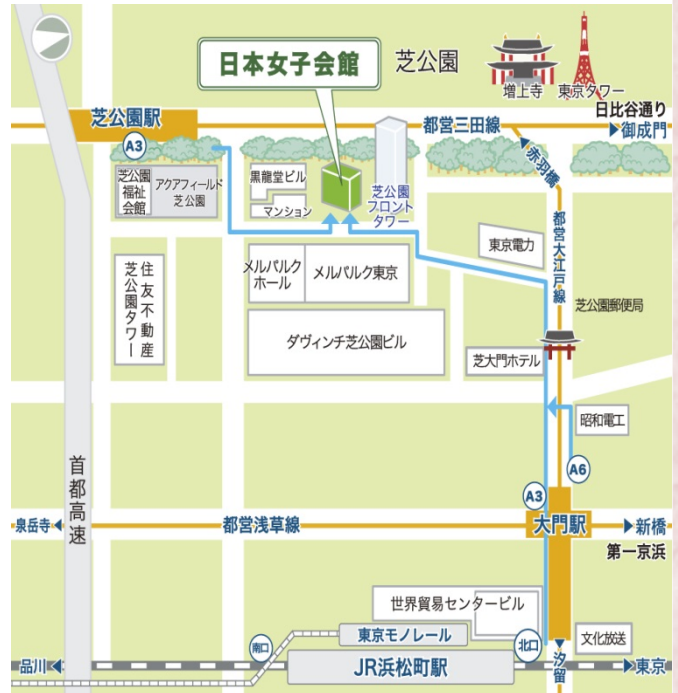 日本女子会館
芝公園
増上寺
東京タワー
日比谷通り
御成門
芝公園駅
都営三田線
A3
赤羽橋
芝公園
福祉
会館
アクアフィールド
芝公園
黒龍堂ビル
マンション
芝公園
フロント
タワー
東京電力
都営大江戸線
住友不動産
芝公園タワー
メルパルク
ホール
メルパルク東京
芝公園郵便局
ダヴィンチ芝公園ビル
芝大門ホテル
昭和電工
首都高速
A6
A3
泉岳寺
都営浅草線
大門駅
新橋
第一京浜
世界貿易センタービル
南口
東京モノレール
北口
文化放送
汐留
品川
JR浜松町駅
東京